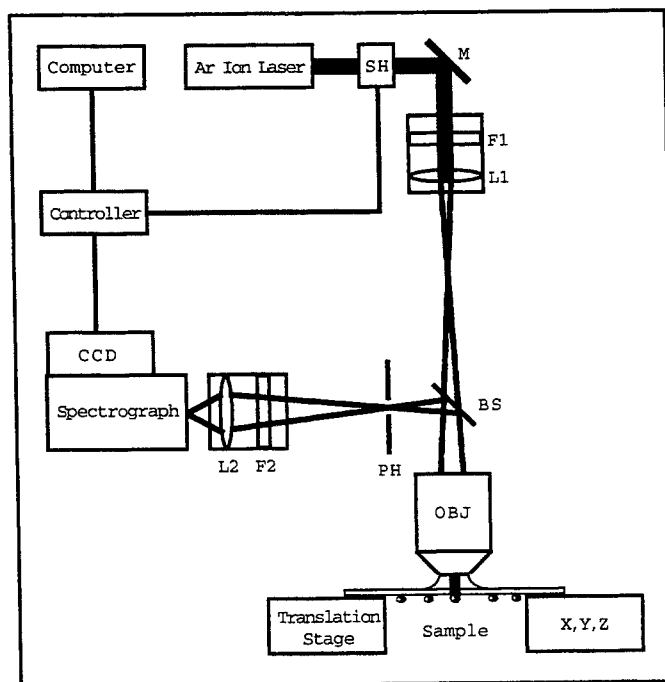 Computer
Ar Ion Laser
SH
M
F1
L1
Controller
CCD
Spectrograph
L2
F2
PH
BS
OBJ
Translation
Stage
Sample
X,Y,Z